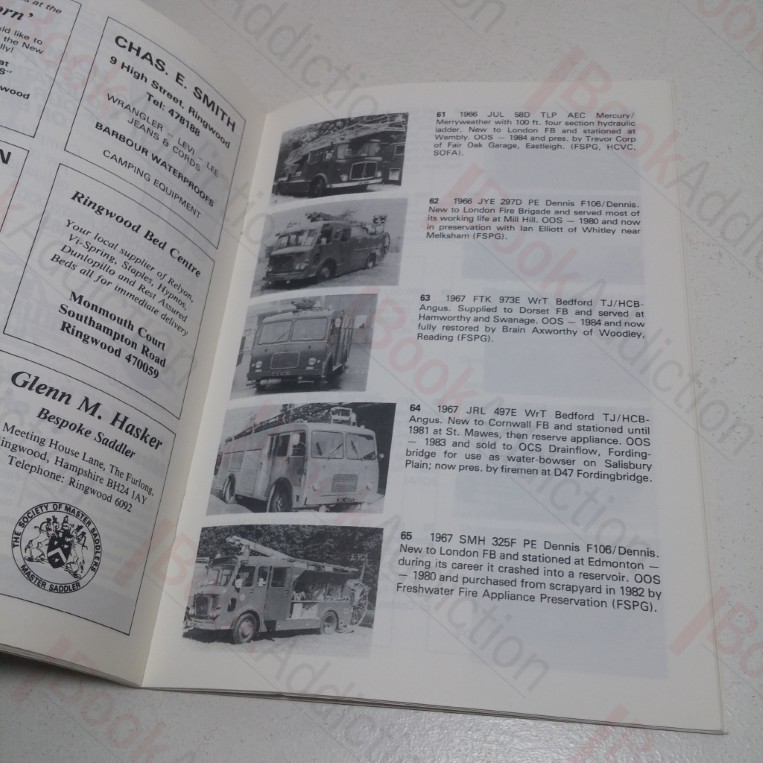 at the
orn'
uld like to
the New
lly!
at
S"
wood
N
CHAS. E. SMITH
9 High Street, Ringwood
Tel: 478188
WRANGLER - LEVI - LEE
JEANS & CORDS
BARBOUR WATERPROOFS
CAMPING EQUIPMENT
Ringwood Bed Centre
Your local supplier of Relyon,
Vi-Spring, Staples, Hypnos,
Dunlopillo and Rest Assured
Beds all for immediate delivery
Monmouth Court
Southampton Road
Ringwood 470059
Glenn M. Hasker
Bespoke Saddler
Meeting House Lane, The Furlong,
Ringwood, Hampshire BH24 1AY
Telephone: Ringwood 6092
THE SOCIETY OF MASTER SADDLERS
MASTER SADDLER
61 1966 JUL 58D TLP AEC Mercury/
Merryweather with 100 ft. four section hydraulic
ladder. New to London FB and stationed at
Wembly. OOS — 1984 and pres. by Trevor Corp
of Fair Oak Garage, Eastleigh. (FSPG, HCVC,
SOFA).
62 1966 JYE 297D PE Dennis F106/Dennis.
New to London Fire Brigade and served most of
its working life at Mill Hill. OOS — 1980 and now
in preservation with Ian Elliott of Whitley near
Melksham (FSPG).
63 1967 FTK 973E WrT Bedford TJ/HCB-
Angus. Supplied to Dorset FB and served at
Hamworthy and Swanage. OOS — 1984 and now
fully restored by Brain Axworthy of Woodley,
Reading (FSPG).
64 1967 JRL 497E WrT Bedford TJ/HCB-
Angus. New to Cornwall FB and stationed until
1981 at St. Mawes, then reserve appliance. OOS
— 1983 and sold to OCS Drainflow, Fording-
bridge for use as water-bowser on Salisbury
Plain; now pres. by firemen at D47 Fordingbridge.
65 1967 SMH 325F PE Dennis F106/Dennis.
New to London FB and stationed at Edmonton —
during its career it crashed into a reservoir. OOS
— 1980 and purchased from scrapyard in 1982 by
Freshwater Fire Appliance Preservation (FSPG).
Book Addiction